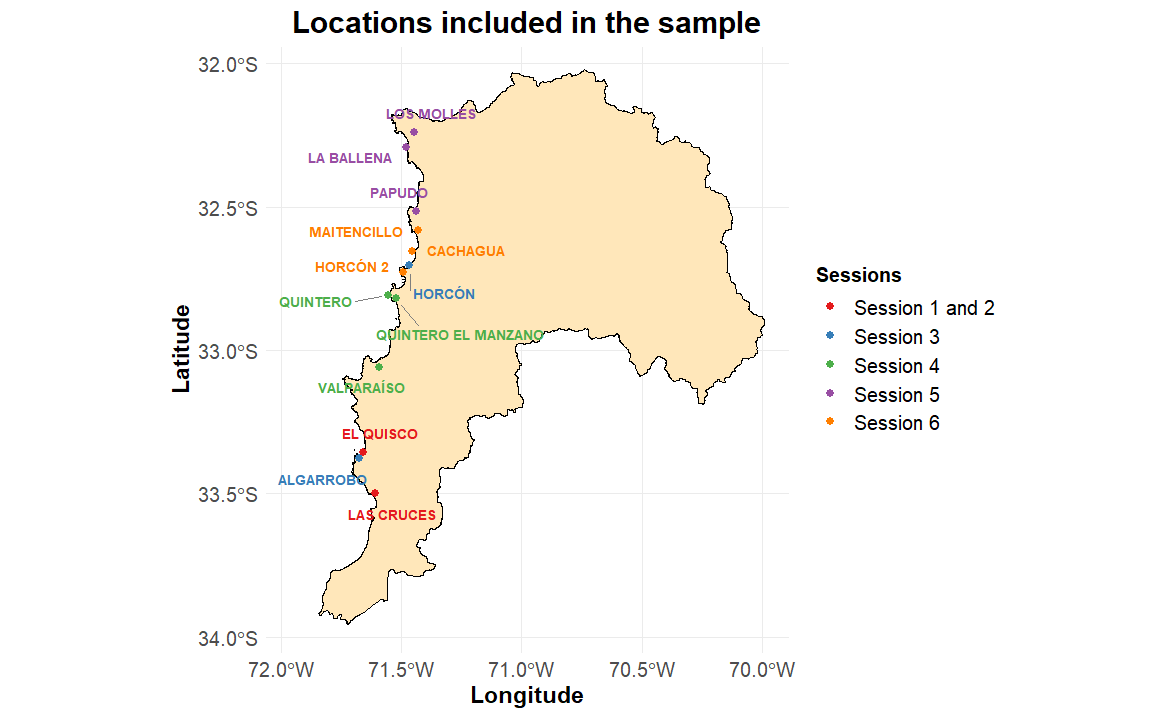 Locations included in the sample
32.0°S
32.5°S
33.0°S
33.5°S
34.0°S
Latitude
LOS MOLLES
LA BALLENA
PAPUDO
MAITENCILLO
CACHAGUA
HORCÓN 2
HORCÓN
QUINTERO
QUINTERO EL MANZANO
VALPARAÍSO
EL QUISCO
ALGARROBO
LAS CRUCES
72.0°W 71.5°W 71.0°W 70.5°W 70.0°W
Longitude
Sessions
Session 1 and 2
Session 3
Session 4
Session 5
Session 6